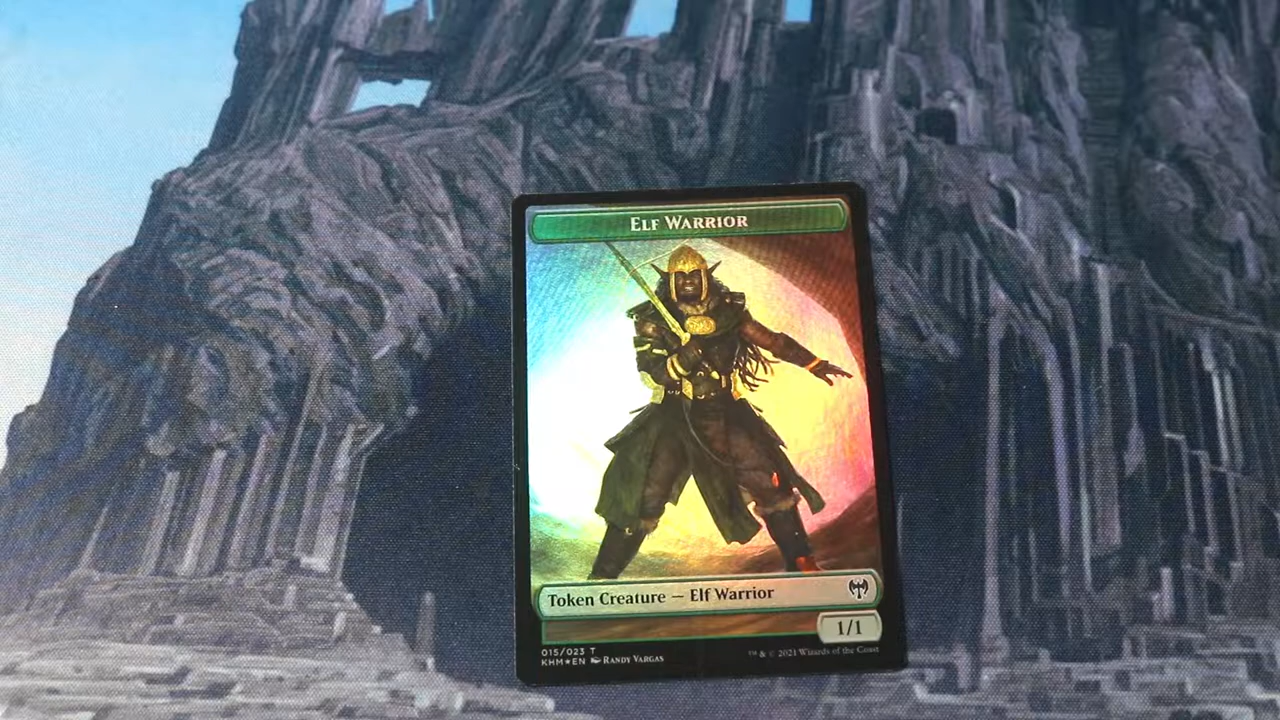 ELF WARRIOR
Token Creature — Elf Warrior
1/1
015/023 T
KHM★EN RANDY VARGAS
™ & © 2021 Wizards of the Coast